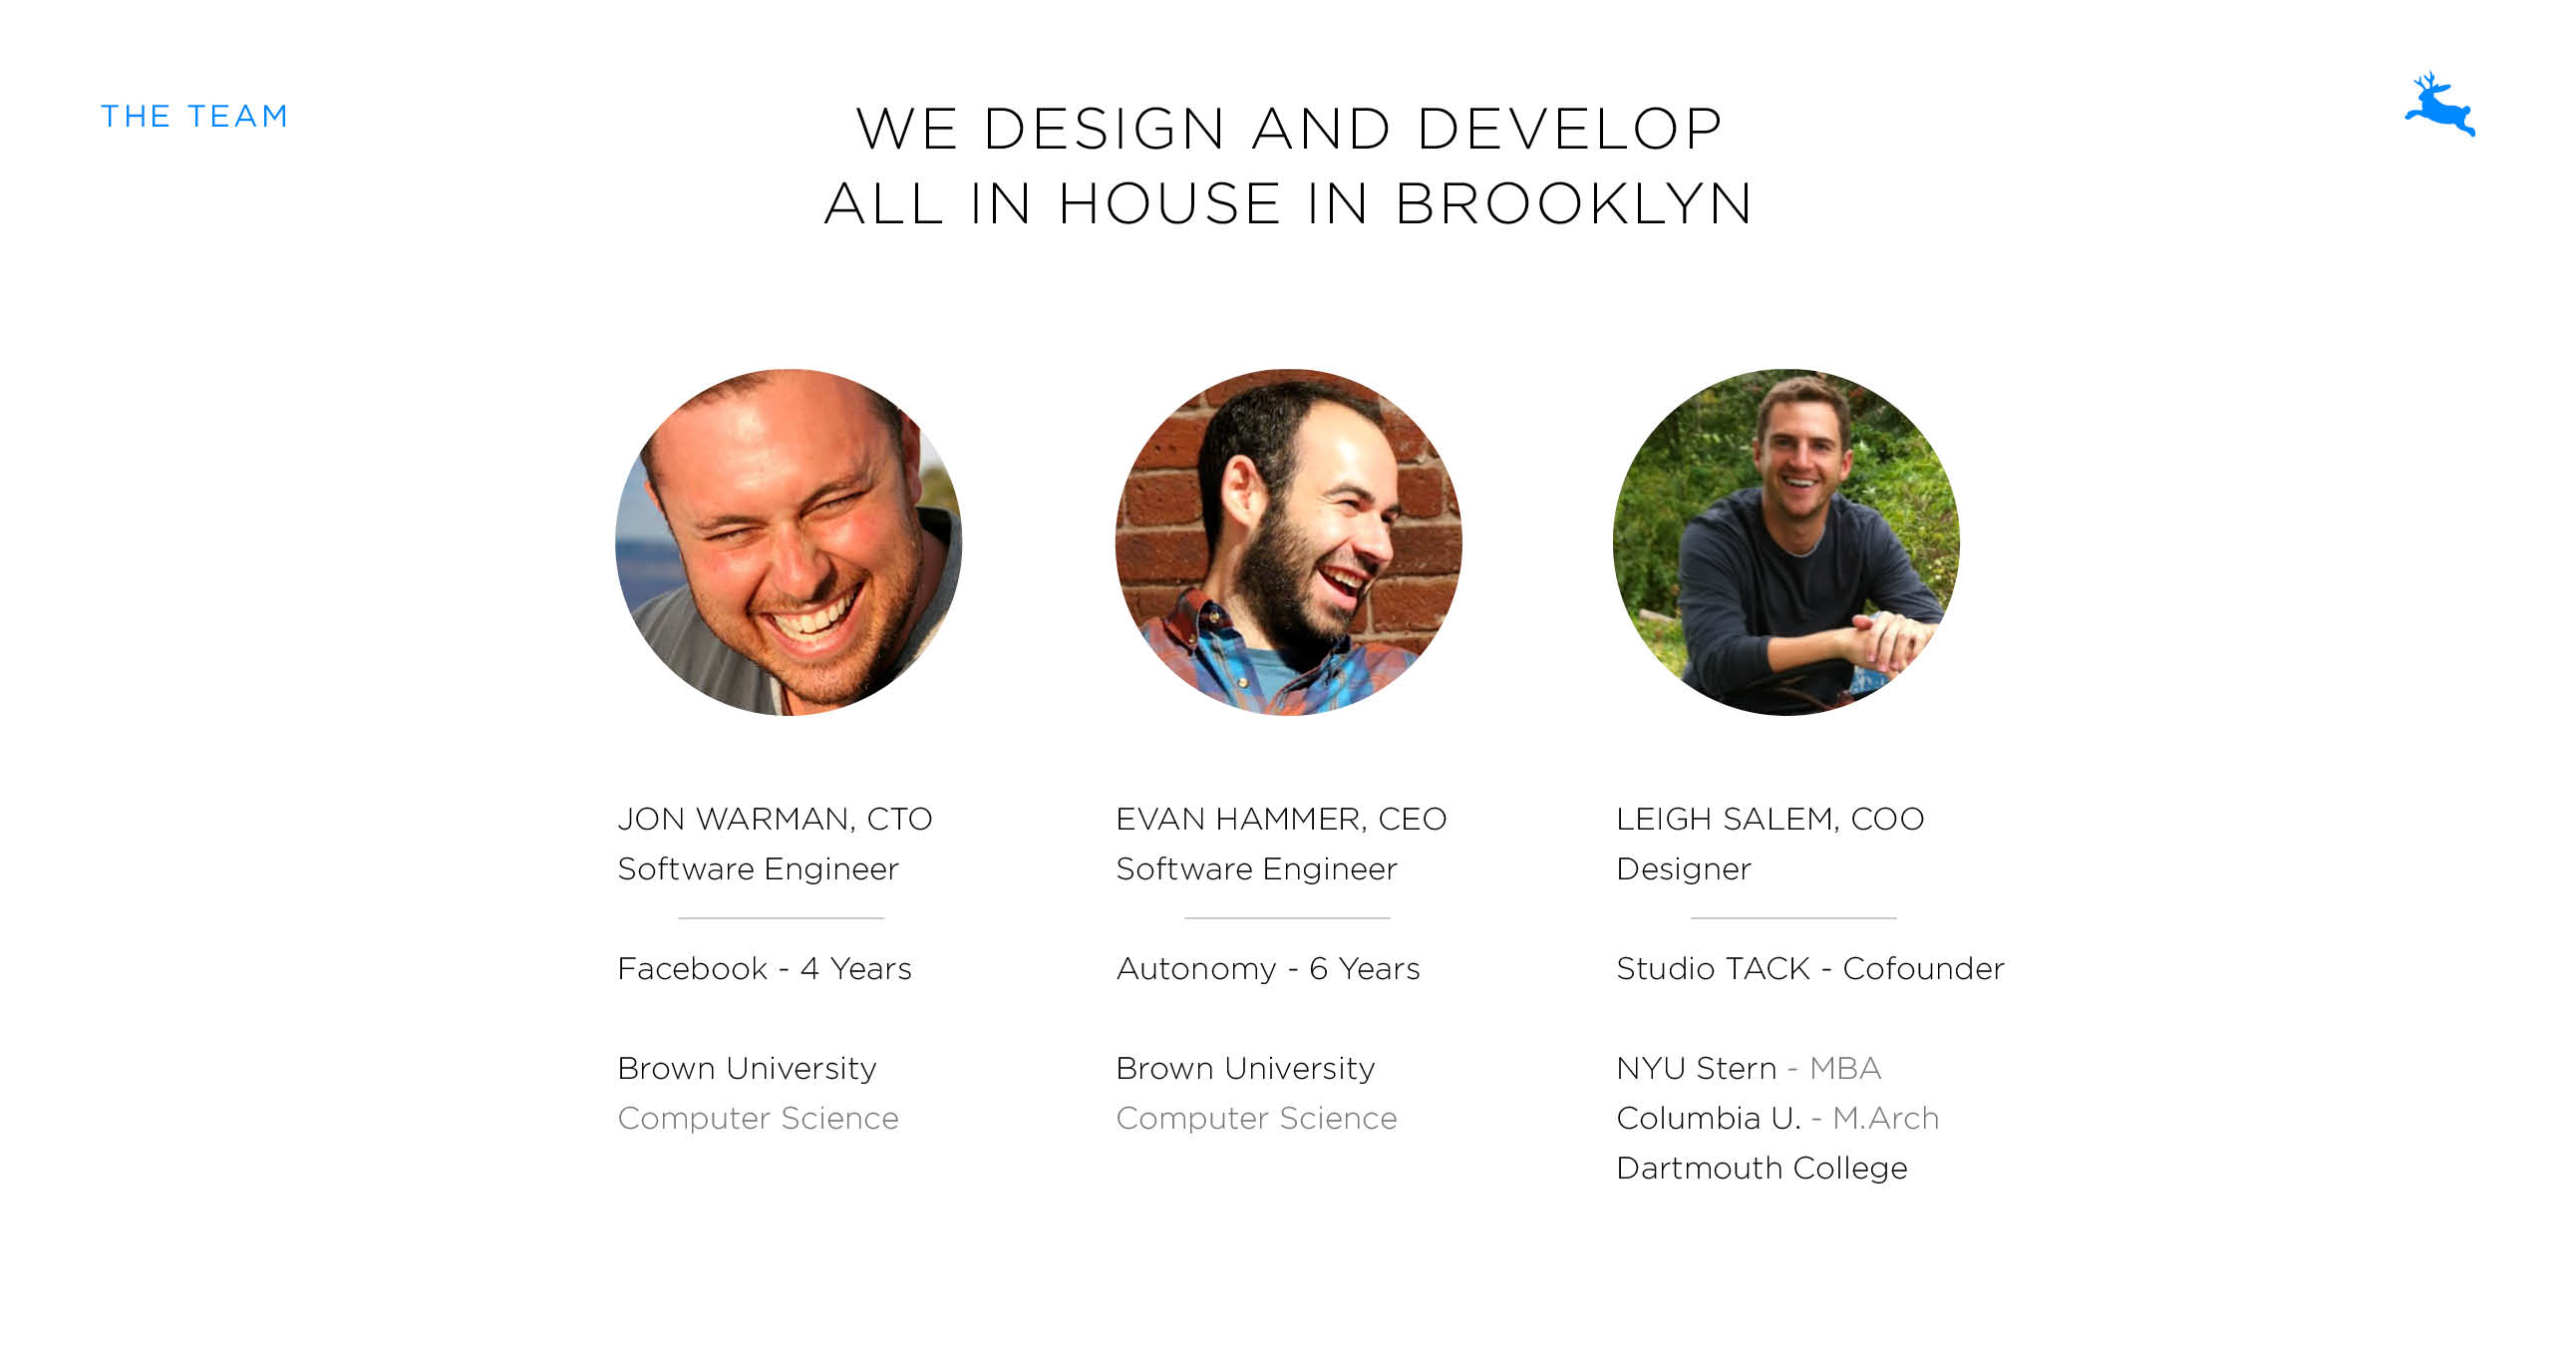 THE TEAM
WE DESIGN AND DEVELOP
ALL IN HOUSE IN BROOKLYN
JON WARMAN, CTO
Software Engineer
Facebook - 4 Years
Brown University
Computer Science
EVAN HAMMER, CEO
Software Engineer
Autonomy - 6 Years
Brown University
Computer Science
LEIGH SALEM, COO
Designer
Studio TACK - Cofounder
NYU Stern - MBA
Columbia U. - M.Arch
Dartmouth College